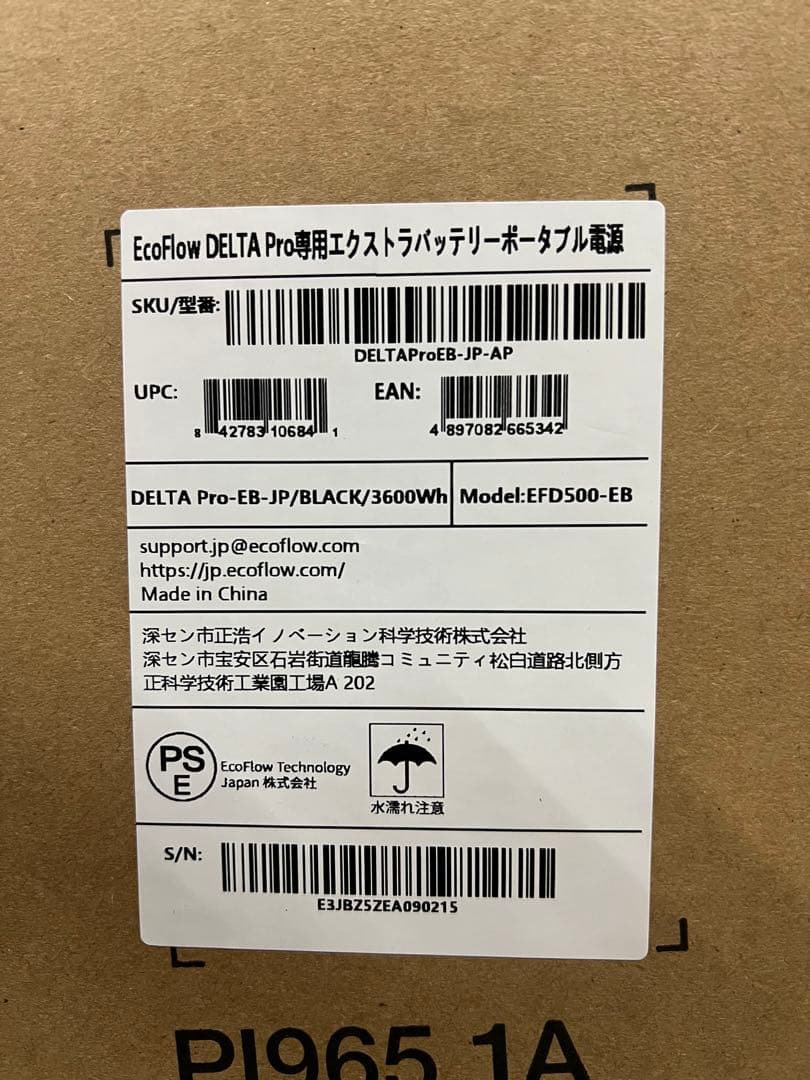 EcoFlow DELTA Pro専用エクストラバッテリーポータブル電源
SKU/型番:
DELTAProEB-JP-AP
UPC:
8 42783 10684 1
EAN:
4 897082 665342
DELTA Pro-EB-JP/BLACK/3600Wh
Model:EFD500-EB
support.jp@ecoflow.com
https://jp.ecoflow.com/
Made in China
深セン市正浩イノベーション科学技術株式会社
深セン市宝安区石岩街道龍騰コミュニティ松白道路北側方
正科学技術工業園工場A 202
PS
E
EcoFlow Technology
Japan 株式会社
水濡れ注意
S/N:
E3JBZ5ZEA090215
PI965 1A